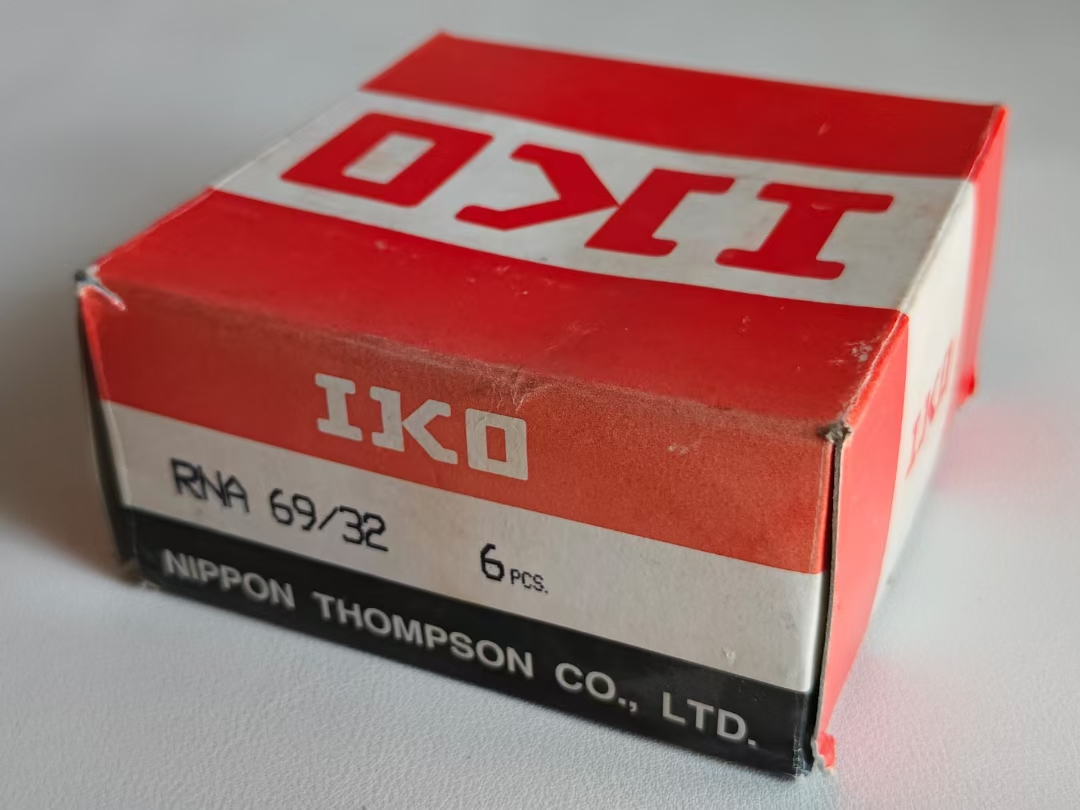 IKO
IKO
RNA 69/32 6 PCS.
NIPPON THOMPSON CO., LTD.
IKO